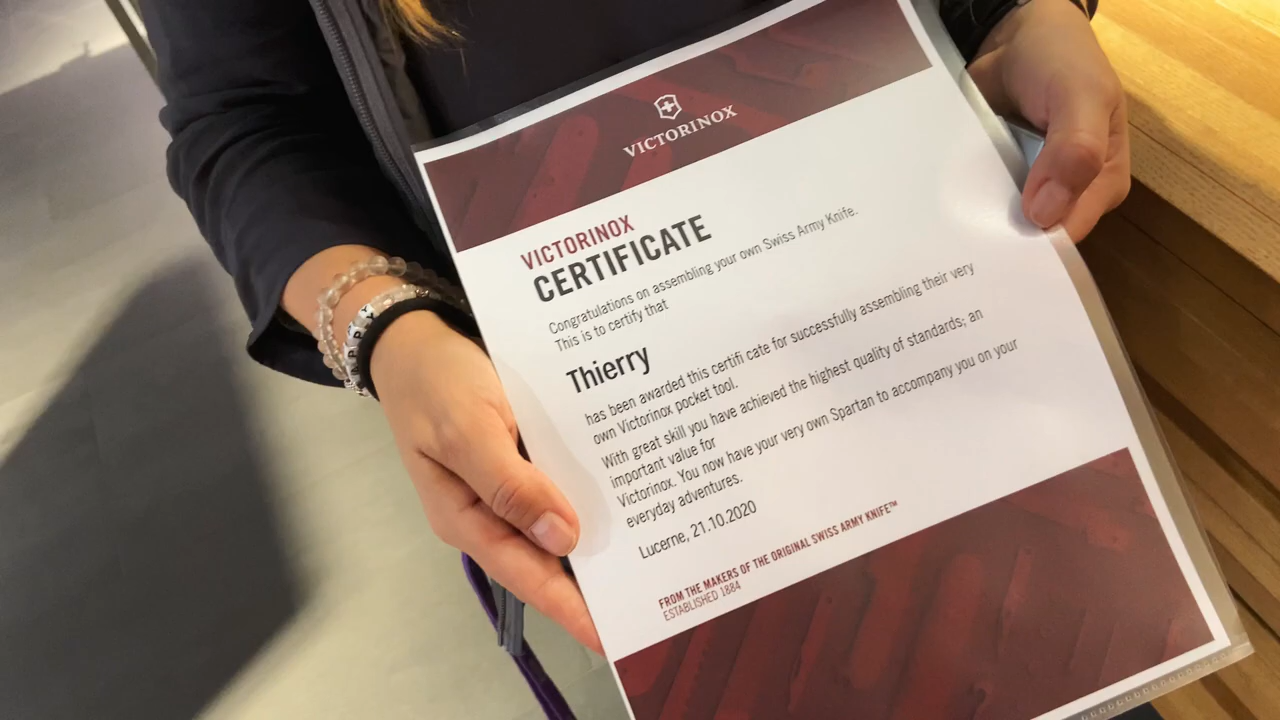 VICTORINOX
VICTORINOX
CERTIFICATE
Congratulations on assembling your own Swiss Army Knife.
This is to certify that
Thierry
has been awarded this certifi cate for successfully assembling their very
own Victorinox pocket tool.
With great skill you have achieved the highest quality of standards; an
important value for
Victorinox. You now have your very own Spartan to accompany you on your
everyday adventures.
Lucerne, 21.10.2020
FROM THE MAKERS OF THE ORIGINAL SWISS ARMY KNIFE™
ESTABLISHED 1884